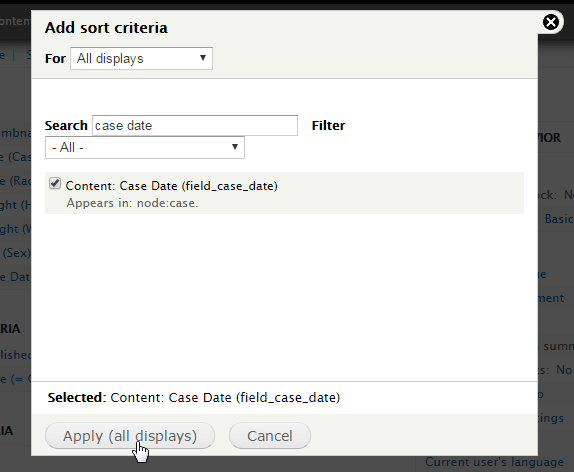 Add sort criteria
For All displays
Search case date Filter
- All -
Content: Case Date (field_case_date)
Appears in: node:case.
Selected: Content: Case Date (field_case_date)
Apply (all displays) Cancel
Current user's language